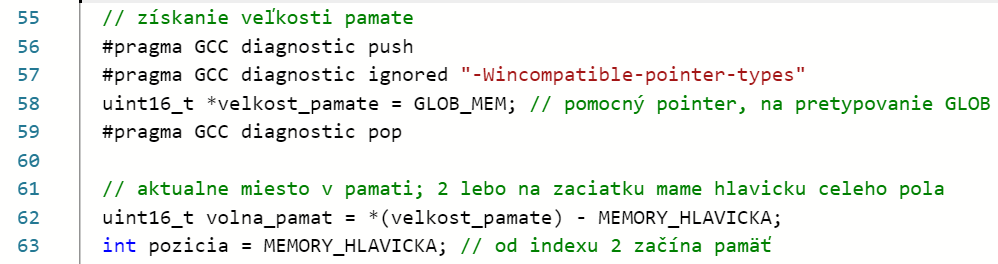 55 // získanie veľkosti pamate
56 #pragma GCC diagnostic push
57 #pragma GCC diagnostic ignored "-Wincompatible-pointer-types"
58 uint16_t *velkost_pamate = GLOB_MEM; // pomocný pointer, na pretypovanie GLOB
59 #pragma GCC diagnostic pop
60
61 // aktualne miesto v pamati; 2 lebo na zaciatku mame hlavicku celeho pola
62 uint16_t volna_pamat = *(velkost_pamate) - MEMORY_HLAVICKA;
63 int pozicia = MEMORY_HLAVICKA; // od indexu 2 začína pamäť